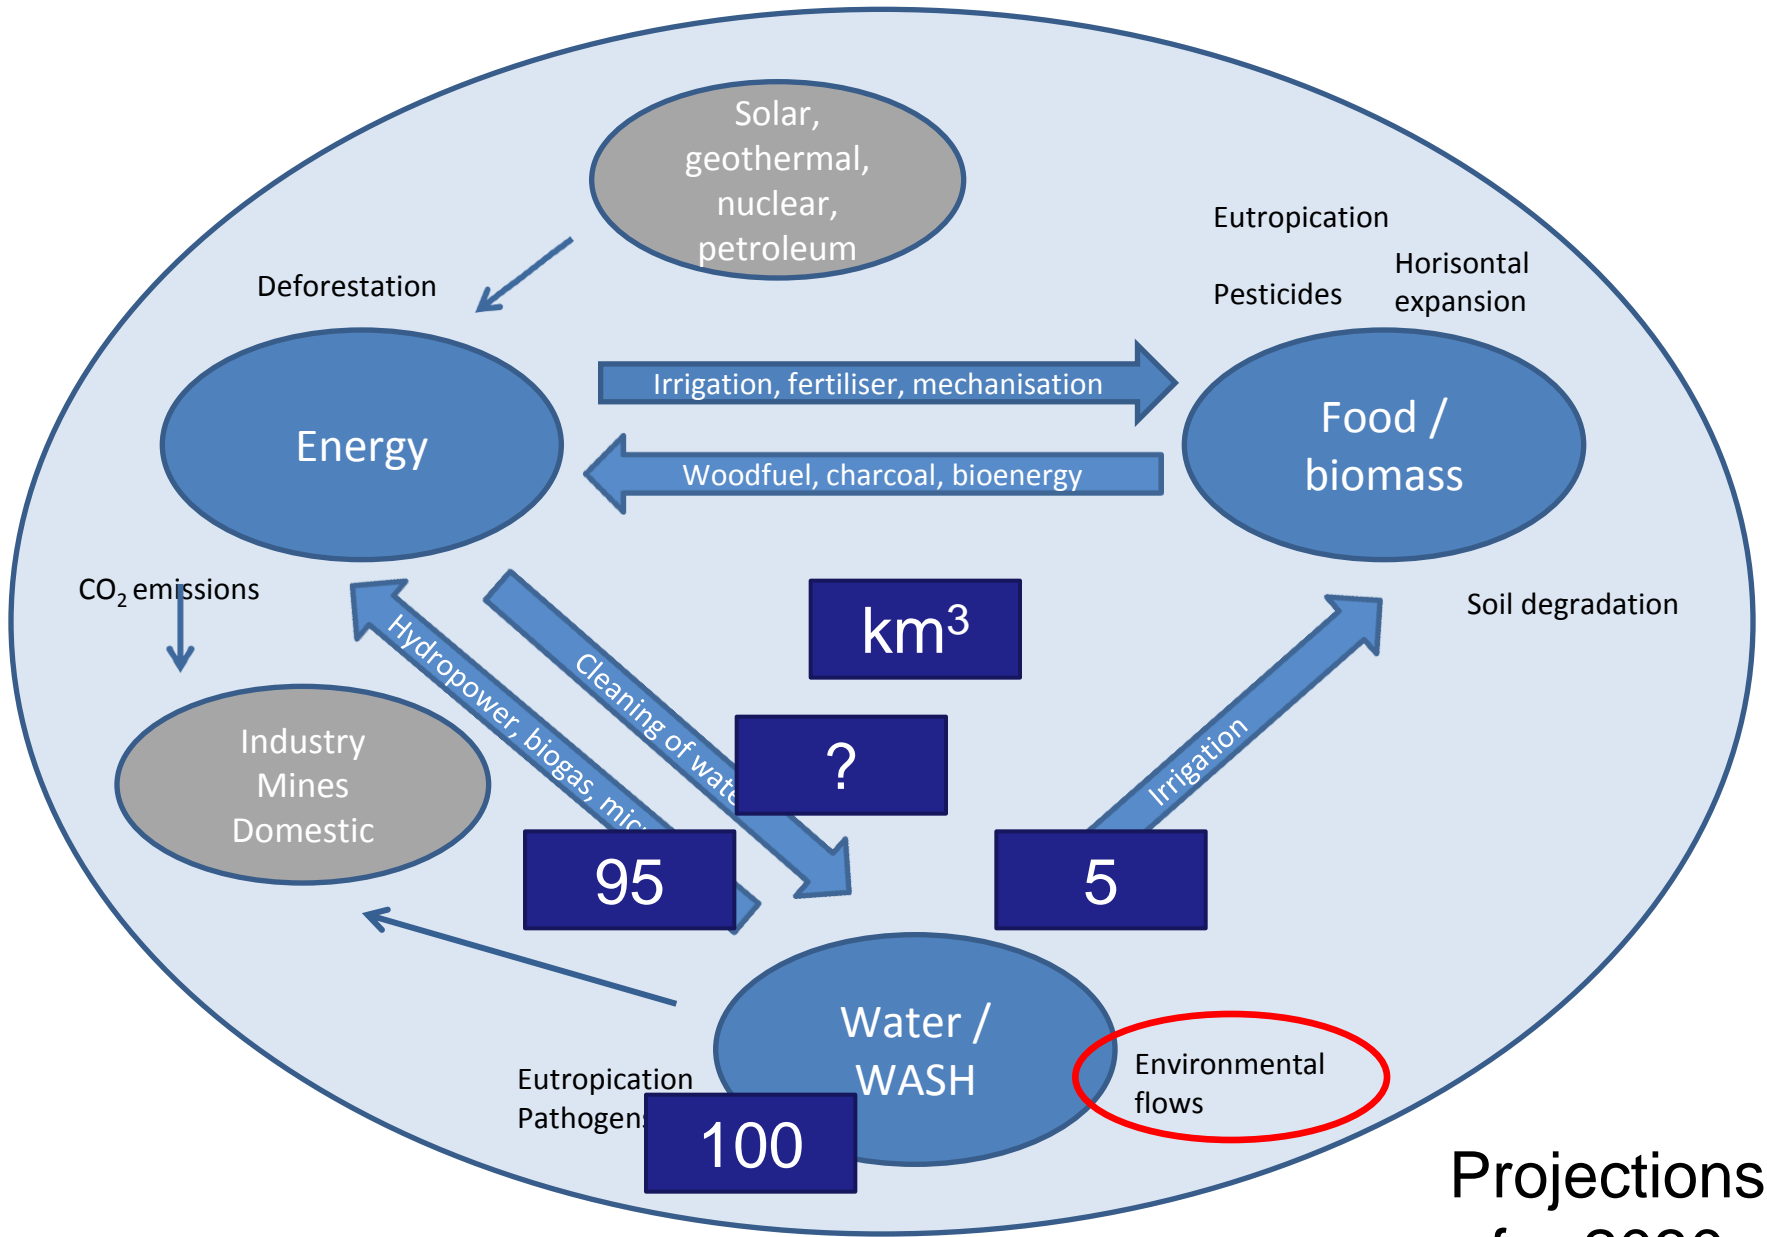 Solar,
geothermal,
nuclear,
petroleum
Eutropication
Horisontal
expansion
Pesticides
Deforestation
Irrigation, fertiliser, mechanisation
Energy
Food /
biomass
Woodfuel, charcoal, bioenergy
CO₂ emissions
km³
Soil degradation
Hydropower, biogas,
Cleaning of
?
Irrigation
Industry
Mines
Domestic
95
5
Water /
WASH
Environmental
flows
Eutropication
100
Projections